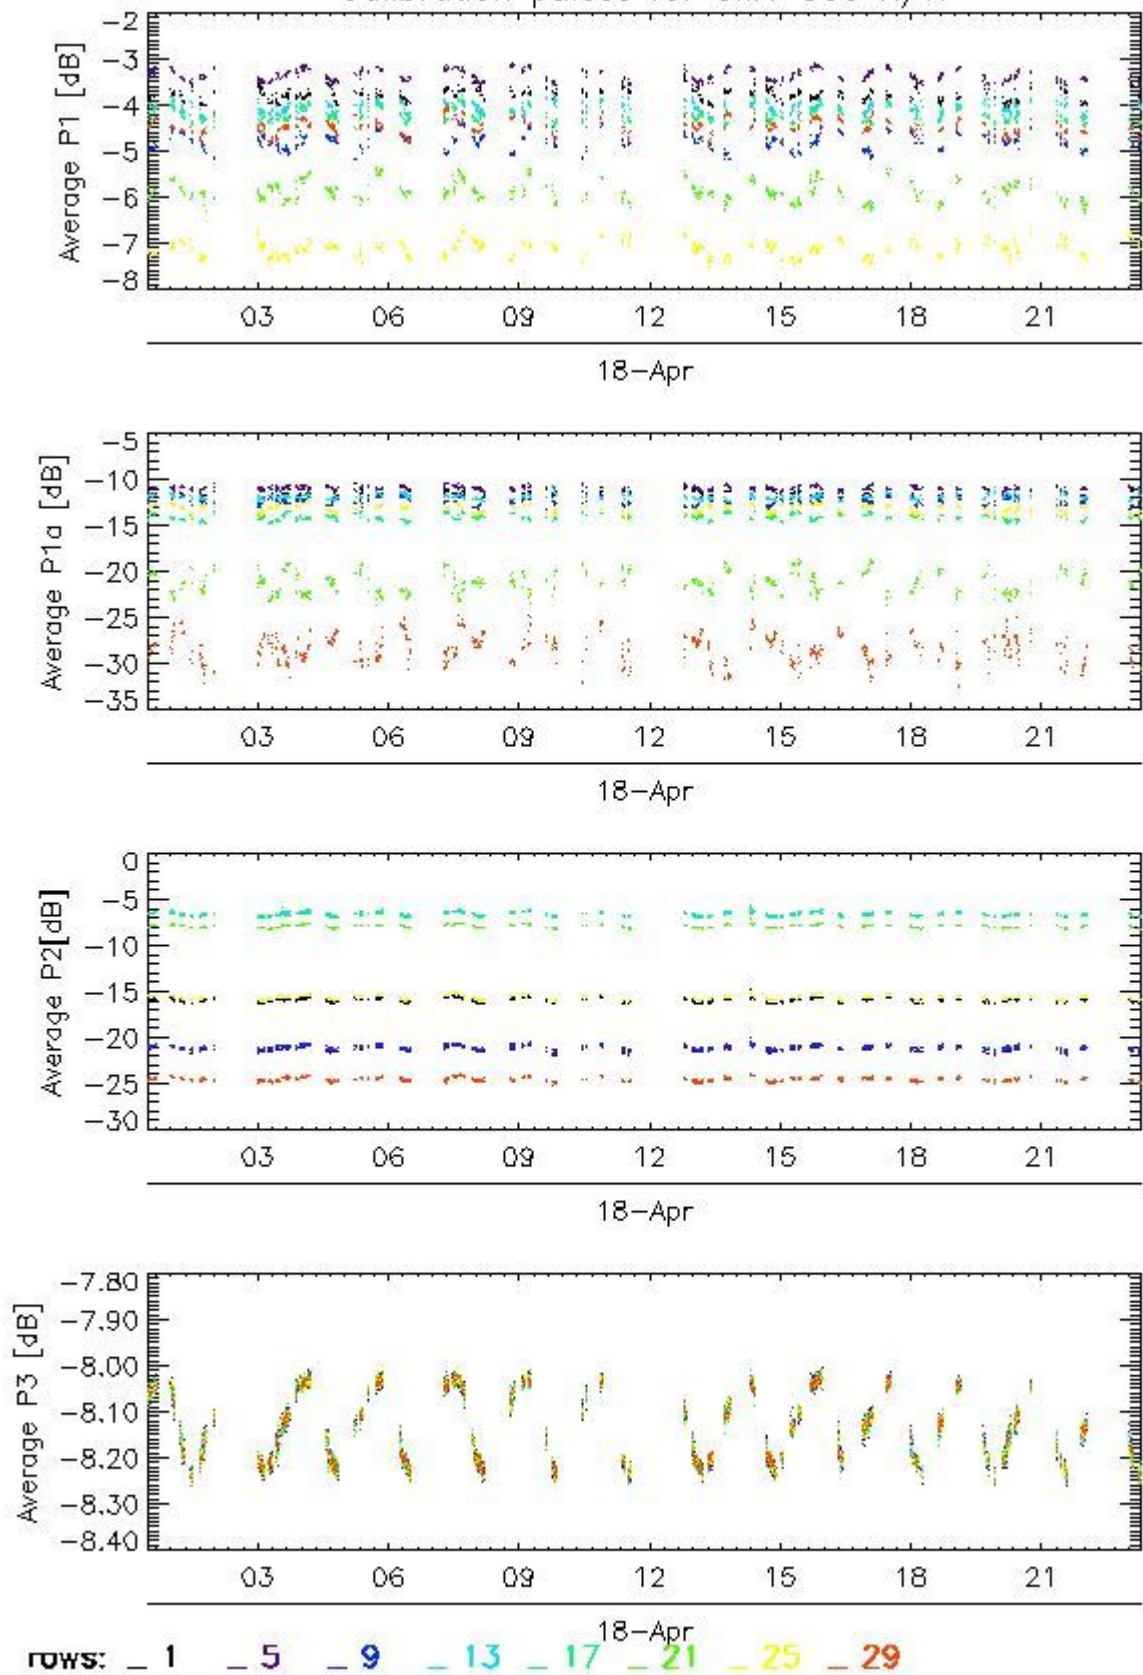 −2
−3
−4
−5
−6
−7
−8
Average P1 [dB]
03 06 09 12 15 18 21
18−Apr
−5
−10
−15
−20
−25
−30
−35
Average P1a [dB]
03 06 09 12 15 18 21
18−Apr
0
−5
−10
−15
−20
−25
−30
Average P2[dB]
03 06 09 12 15 18 21
18−Apr
−7.80
−7.90
−8.00
−8.10
−8.20
−8.30
−8.40
Average P3 [dB]
03 06 09 12 15 18 21
18−Apr
rows: _ 1 _ 5 _ 9 _ 13 _ 17 _ 21 _ 25 _ 29